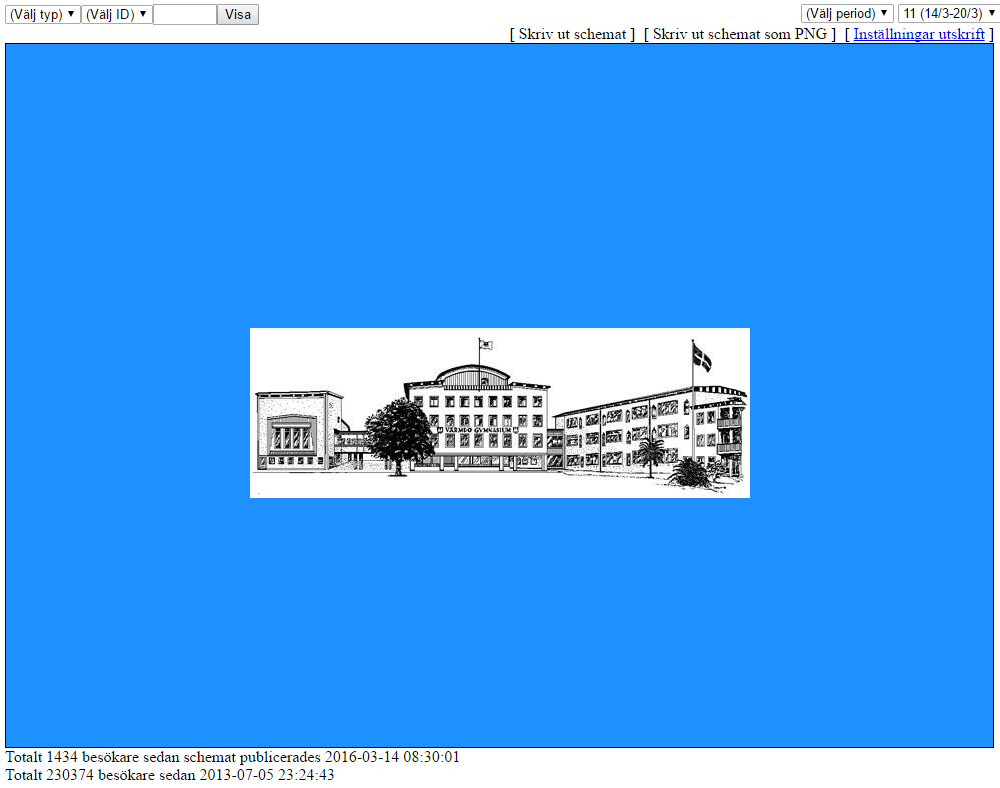 (Välj typ) (Välj ID) Visa (Välj period) 11 (14/3-20/3)
[ Skriv ut schemat ] [ Skriv ut schemat som PNG ] [ Inställningar utskrift ]
VÄRMDÖ GYMNASIUM
Totalt 1434 besökare sedan schemat publicerades 2016-03-14 08:30:01
Totalt 230374 besökare sedan 2013-07-05 23:24:43